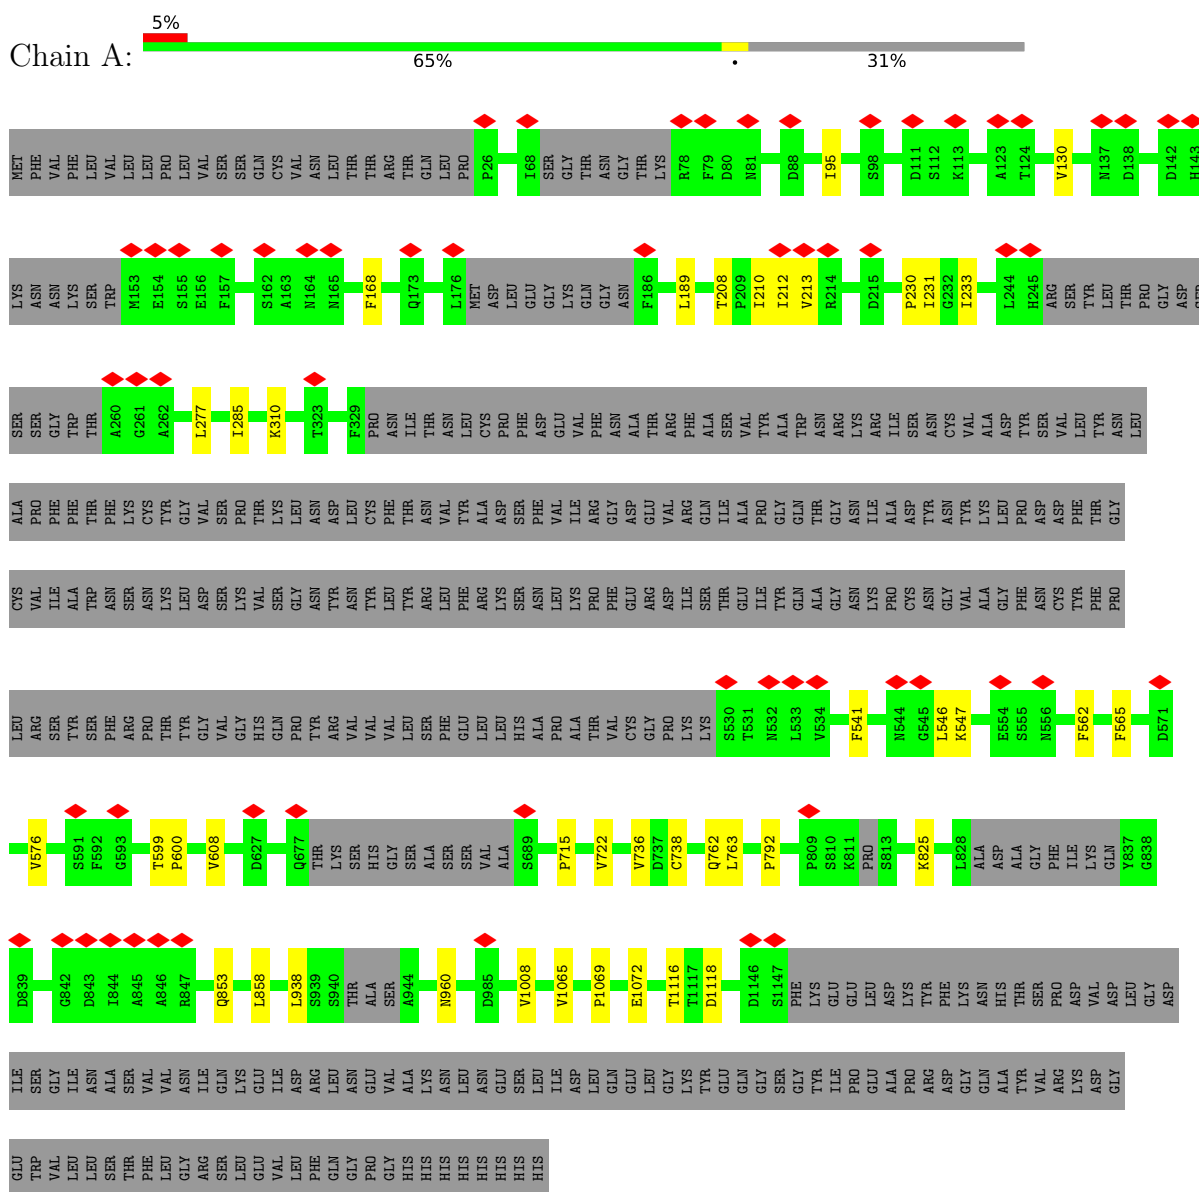 5%
Chain A:
65% • 31%
MET PHE VAL PHE LEU VAL LEU LEU PRO LEU VAL SER SER GLN CYS VAL ASN LEU THR THR ARG THR GLN LEU PRO P26 I68 SER GLY THR ASN GLY THR LYS R78 F79 D80 N81 D88 I95 S98 D111 S112 K113 A123 T124 V130 N137 D138 D142 H143
LYS ASN ASN LYS SER TRP M153 E154 S155 E156 F157 S162 A163 N164 N165 F168 Q173 L176 MET ASP LEU GLU GLY LYS GLN GLY ASN F186 L189 T208 P209 I210 I212 V213 R214 D215 P230 I231 G232 I233 L244 H245 ARG SER TYR LEU THR PRO GLY ASP SER
SER SER GLY TRP THR A260 G261 A262 L277 I285 K310 T323 F329 PRO ASN ILE THR ASN LEU CYS PRO PHE ASP GLU VAL PHE ASN ALA THR ARG PHE ALA SER VAL TYR ALA TRP ASN ARG LYS ARG ILE SER ASN CYS VAL ALA ASP TYR SER VAL LEU TYR ASN LEU
ALA PRO PHE PHE THR PHE LYS CYS TYR GLY VAL SER PRO THR LYS LEU ASN ASP LEU CYS PHE THR ASN VAL TYR ALA ASP SER PHE VAL ILE ARG GLY ASP GLU VAL ARG GLN ILE ALA PRO GLY GLN THR GLY ASN ILE ALA ASP TYR ASN TYR LYS LEU PRO ASP ASP PHE THR GLY
CYS VAL ILE ALA TRP ASN SER ASN LYS LEU ASP SER LYS VAL SER GLY ASN TYR ASN TYR LEU TYR ARG LEU PHE ARG LYS SER ASN LEU LYS PRO PHE GLU ARG ASP ILE SER THR GLU ILE TYR GLN ALA GLY ASN LYS PRO CYS ASN GLY VAL ALA GLY PHE ASN CYS TYR PHE PRO
LEU ARG SER TYR SER PHE ARG PRO THR TYR GLY VAL GLY HIS GLN PRO TYR ARG VAL VAL VAL LEU SER PHE GLU LEU LEU HIS ALA PRO ALA THR VAL CYS GLY PRO LYS LYS S530 T531 N532 L533 V534 F541 N544 G545 L546 K547 E554 S555 N556 F562 F565 D571
V576 S591 F592 G593 T599 P600 V608 D627 Q677 THR LYS SER HIS GLY SER ALA SER SER VAL ALA S689 P715 V722 V736 D737 C738 Q762 L763 P792 P809 S810 K811 PRO S813 K825 L828 ALA ASP ALA GLY PHE ILE LYS GLN Y837 G838
D839 G842 D843 I844 A845 A846 R847 Q853 L858 L938 S939 S940 THR ALA SER A944 N960 D985 V1008 V1065 P1069 E1072 T1116 T1117 D1118 D1146 S1147 PHE LYS GLU GLU LEU ASP LYS TYR PHE LYS ASN HIS THR SER PRO ASP VAL ASP LEU GLY ASP
ILE SER GLY ILE ASN ALA SER VAL VAL ASN ILE GLN LYS GLU ILE ASP ARG LEU ASN GLU VAL ALA LYS ASN LEU ASN GLU SER LEU ILE ASP LEU GLN GLU LEU GLY LYS TYR GLU GLN GLY SER GLY TYR ILE PRO GLU ALA PRO ARG ASP GLY GLN ALA TYR VAL ARG LYS ASP GLY
GLU TRP VAL LEU LEU SER THR PHE LEU GLY ARG SER LEU GLU VAL LEU PHE GLN GLY PRO GLY HIS HIS HIS HIS HIS HIS HIS HIS